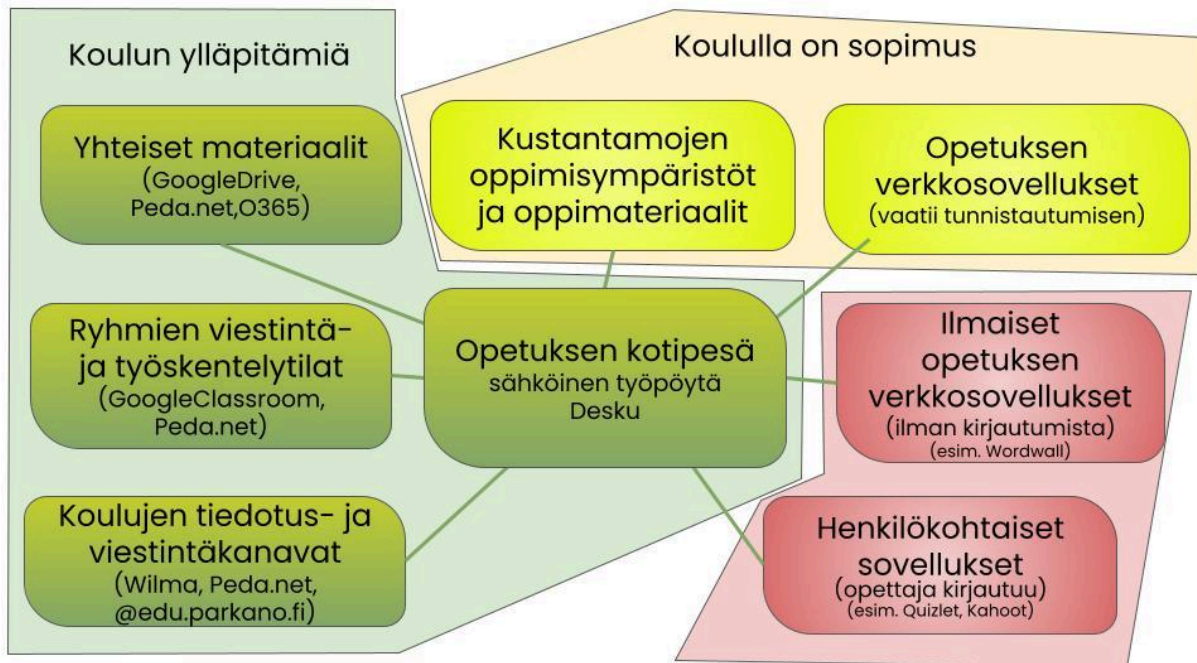 Koulun ylläpitämiä
Koululla on sopimus
Yhteiset materiaalit
(GoogleDrive,
Peda.net,O365)
Kustantamojen
oppimisympäristöt
ja oppimateriaalit
Opetuksen
verkkosovellukset
(vaatii tunnistautumisen)
Ryhmien viestintä-
ja työskentelytilat
(GoogleClassroom,
Peda.net)
Opetuksen kotipesä
sähköinen työpöytä
Desku
Ilmaiset
opetuksen
verkkosovellukset
(ilman kirjautumista)
(esim. Wordwall)
Koulujen tiedotus- ja
viestintäkanavat
(Wilma, Peda.net,
@edu.parkano.fi)
Henkilökohtaiset
sovellukset
(opettaja kirjautuu)
(esim. Quizlet, Kahoot)